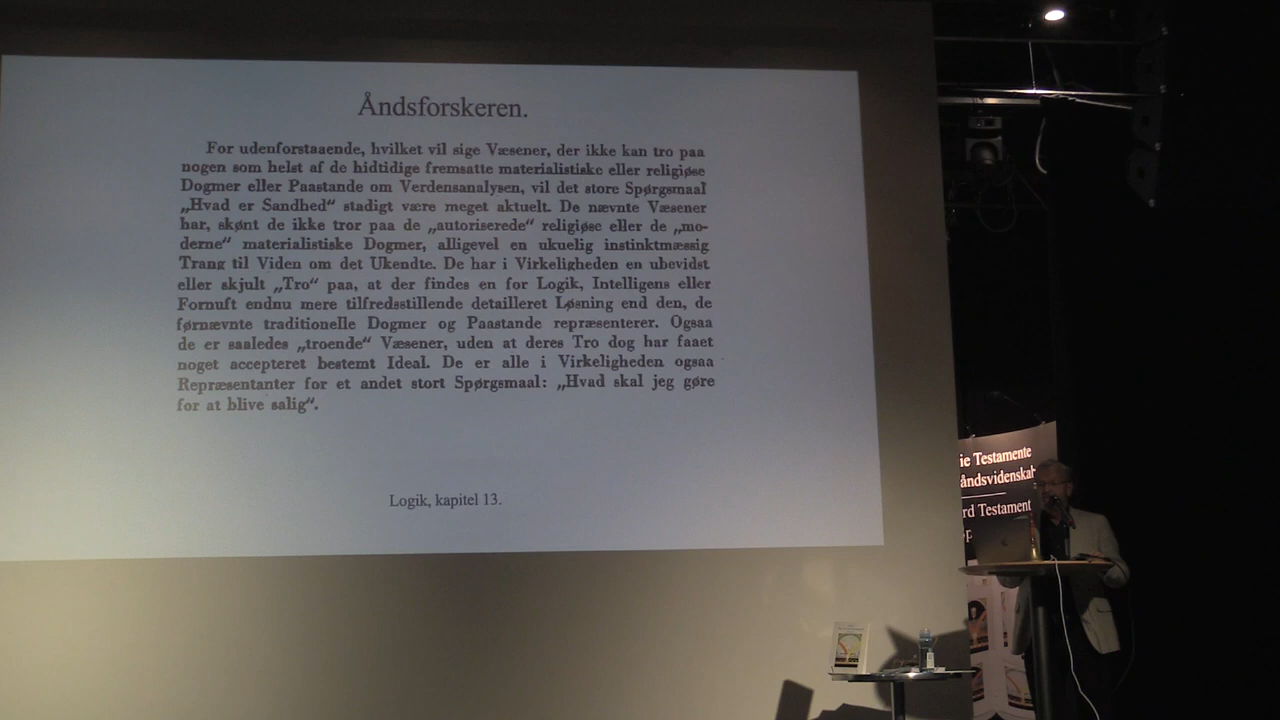 Åndsforskeren.
For udenforstaaende, hvilket vil sige Væsener, der ikke kan tro paa
nogen som helst af de hidtidige fremsatte materialistiske eller religiøse
Dogmer eller Paastande om Verdensanalysen, vil det store Spørgsmaal
„Hvad er Sandhed“ stadigt være meget aktuelt. De nævnte Væsener
har, skønt de ikke tror paa de „autoriserede“ religiøse eller de „mo-
derne“ materialistiske Dogmer, alligevel en ukuelig instinktmæssig
Trang til Viden om det Ukendte. De har i Virkeligheden en ubevidst
eller skjult „Tro“ paa, at der findes en for Logik, Intelligens eller
Fornuft endnu mere tilfredsstillende detailleret Løsning end den, de
førnævnte traditionelle Dogmer og Paastande repræsenterer. Ogsaa
de er saaledes „troende“ Væsener, uden at deres Tro dog har faaet
noget accepteret bestemt Ideal. De er alle i Virkeligheden ogsaa
Repræsentanter for et andet stort Spørgsmaal: „Hvad skal jeg gøre
for at blive salig“.
Logik, kapitel 13.
ie Testamente
åndsvidenskab
rd Testament